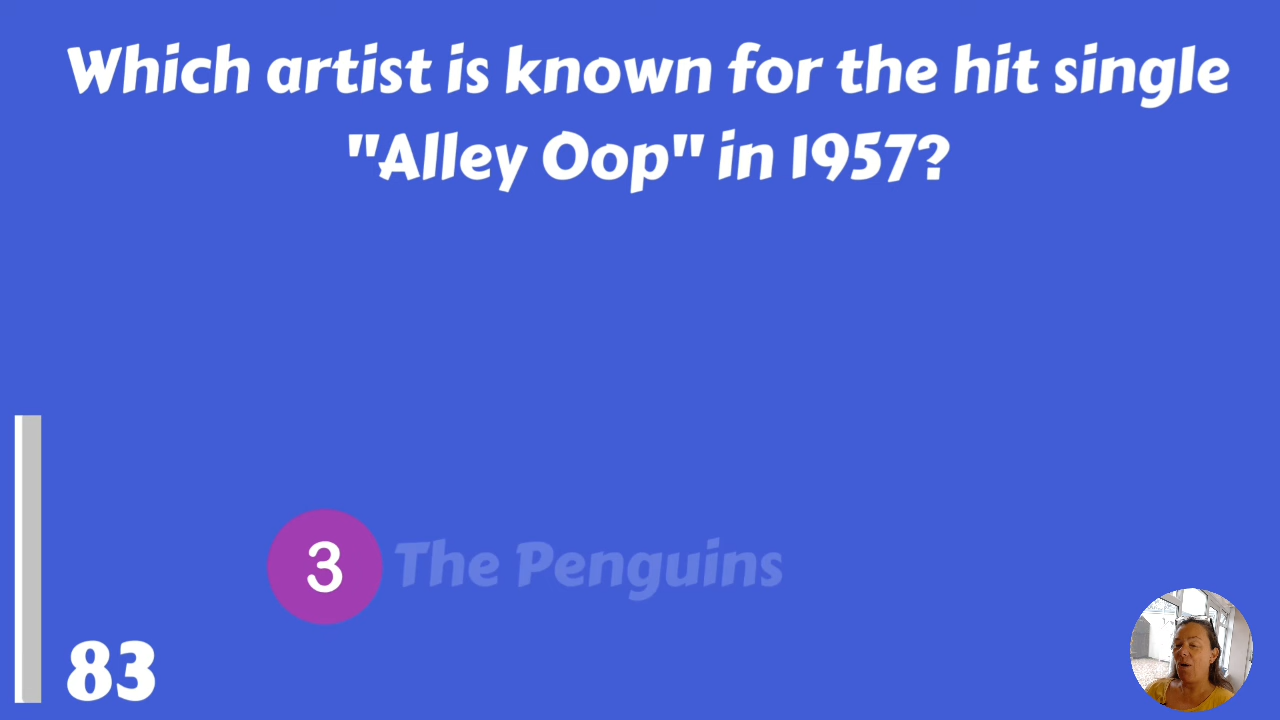 Which artist is known for the hit single
"Alley Oop" in 1957?
3 The Penguins
83